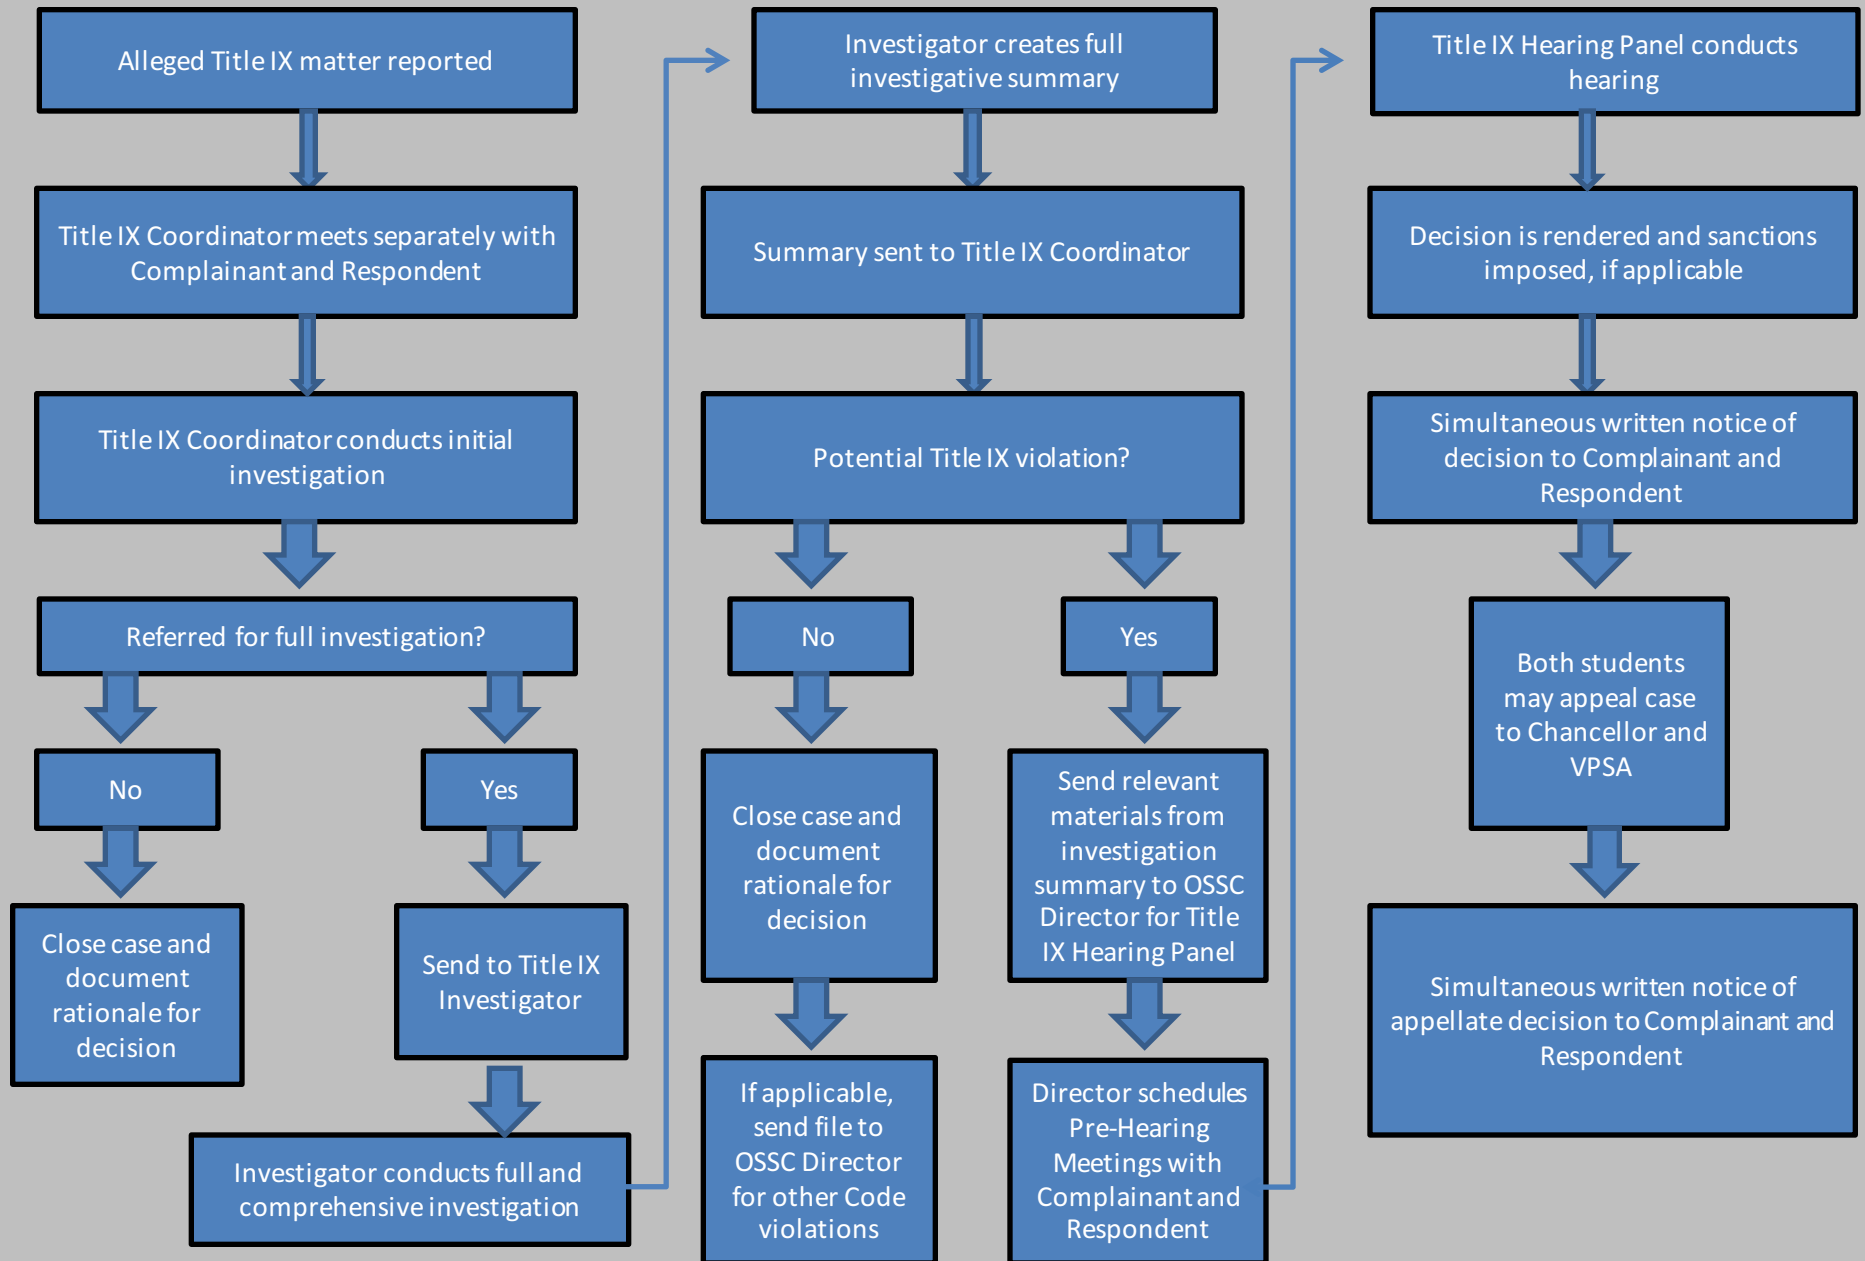 Alleged Title IX matter reported
Title IX Coordinator meets separately with
Complainant and Respondent
Title IX Coordinator conducts initial
investigation
Referred for full investigation?
No
Yes
Close case and
document
rationale for
decision
Send to Title IX
Investigator
Investigator conducts full and
comprehensive investigation
Investigator creates full
investigative summary
Summary sent to Title IX Coordinator
Potential Title IX violation?
No
Yes
Close case and
document
rationale for
decision
Send relevant
materials from
investigation
summary to OSSC
Director for Title
IX Hearing Panel
If applicable,
send file to
OSSC Director
for other Code
violations
Director schedules
Pre-Hearing
Meetings with
Complainant and
Respondent
Title IX Hearing Panel conducts
hearing
Decision is rendered and sanctions
imposed, if applicable
Simultaneous written notice of
decision to Complainant and
Respondent
Both students
may appeal case
to Chancellor and
VPSA
Simultaneous written notice of
appellate decision to Complainant and
Respondent